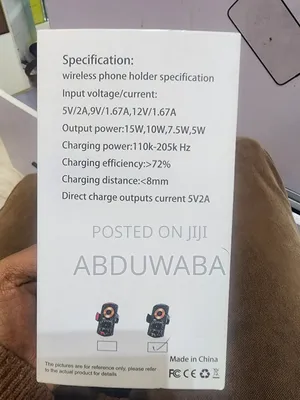 Specification:
wireless phone holder specification
Input voltage/current:
5V/2A,9V/1.67A,12V/1.67A
Output power:15W,10W,7.5W,5W
Charging power:110k-205k Hz
Charging efficiency:>72%
Charging distance:<8mm
Direct charge outputs current 5V2A
POSTED ON JIJI
ABDUWABA
Made in China
The pictures are for reference only, please refer
to the actual product for details
FC CE